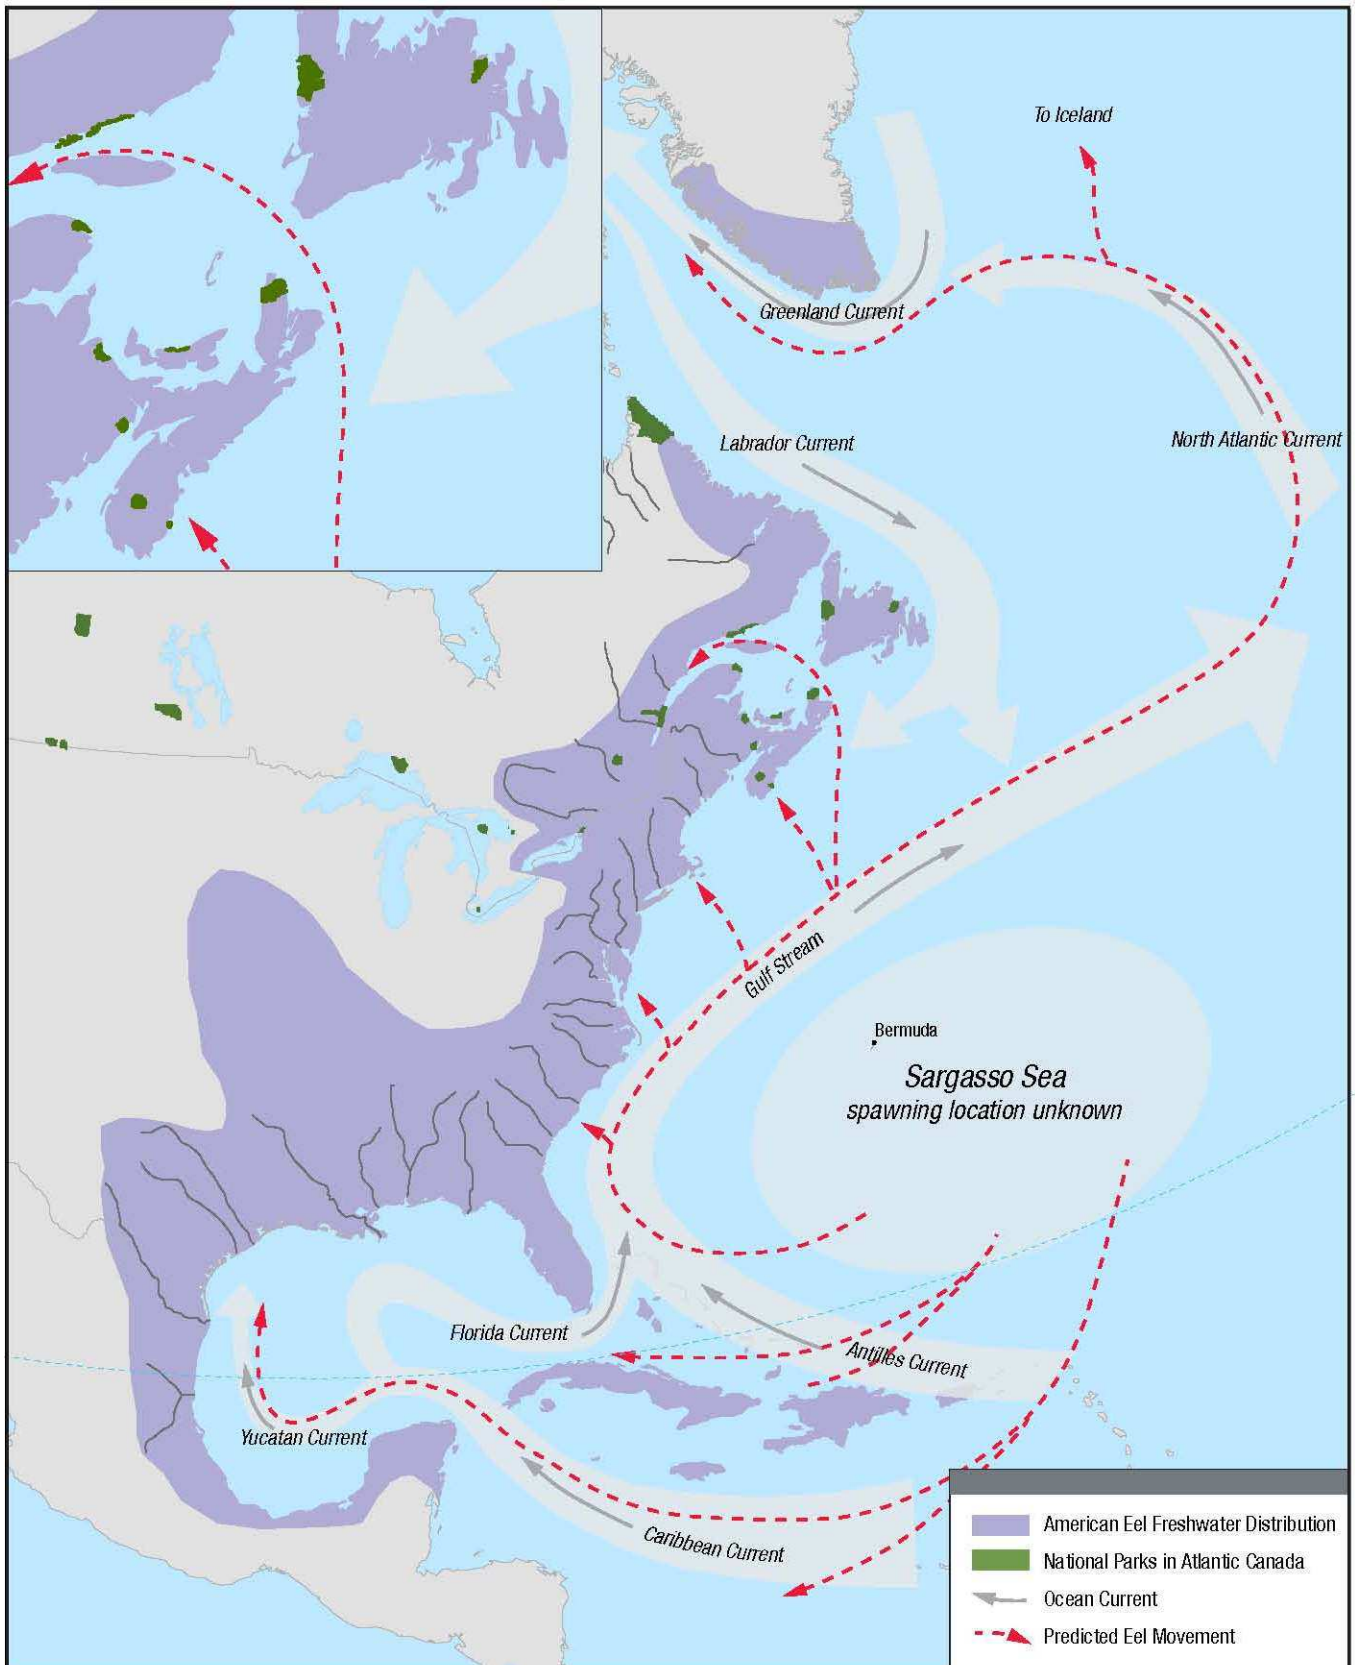 To Iceland
Greenland Current
Labrador Current
North Atlantic Current
Gulf Stream
Bermuda
Sargasso Sea
spawning location unknown
Florida Current
Antilles Current
Yucatan Current
Caribbean Current
American Eel Freshwater Distribution
National Parks in Atlantic Canada
Ocean Current
Predicted Eel Movement